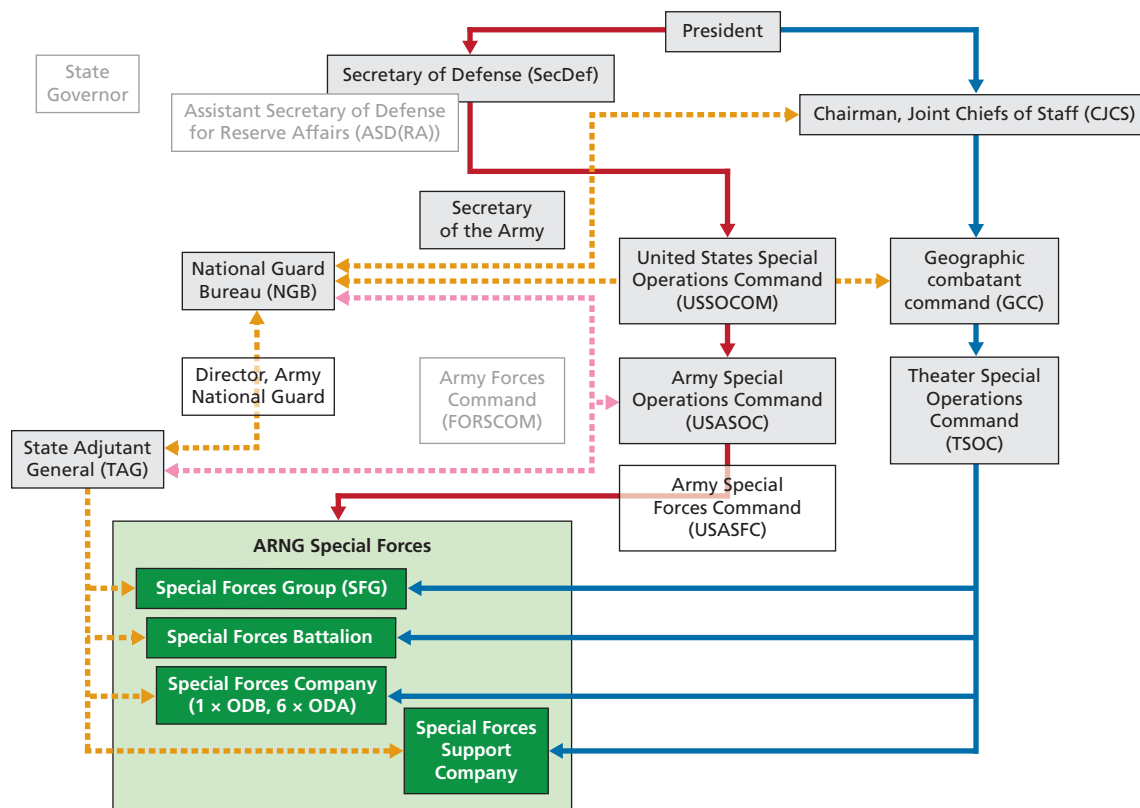 President
Secretary of Defense (SecDef)
State
Governor
Assistant Secretary of Defense
for Reserve Affairs (ASD(RA))
Chairman, Joint Chiefs of Staff (CJCS)
Secretary
of the Army
National Guard
Bureau (NGB)
United States Special
Operations Command
(USSOCOM)
Geographic
combatant
command (GCC)
Director, Army
National Guard
Army Forces
Command
(FORSCOM)
Army Special
Operations Command
(USASOC)
Theater Special
Operations
Command
(TSOC)
State Adjutant
General (TAG)
Army Special
Forces Command
(USASFC)
ARNG Special Forces
Special Forces Group (SFG)
Special Forces Battalion
Special Forces Company
(1 × ODB, 6 × ODA)
Special Forces
Support
Company